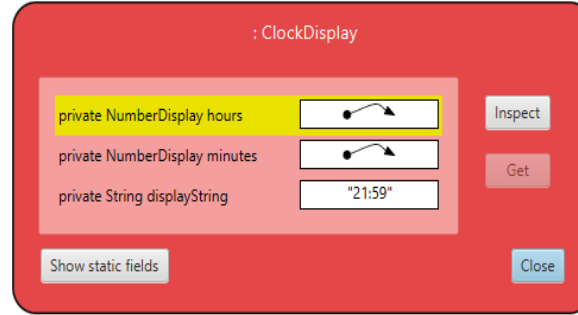 : ClockDisplay
private NumberDisplay hours
Inspect
private NumberDisplay minutes
Get
private String displayString "21:59"
Show static fields
Close